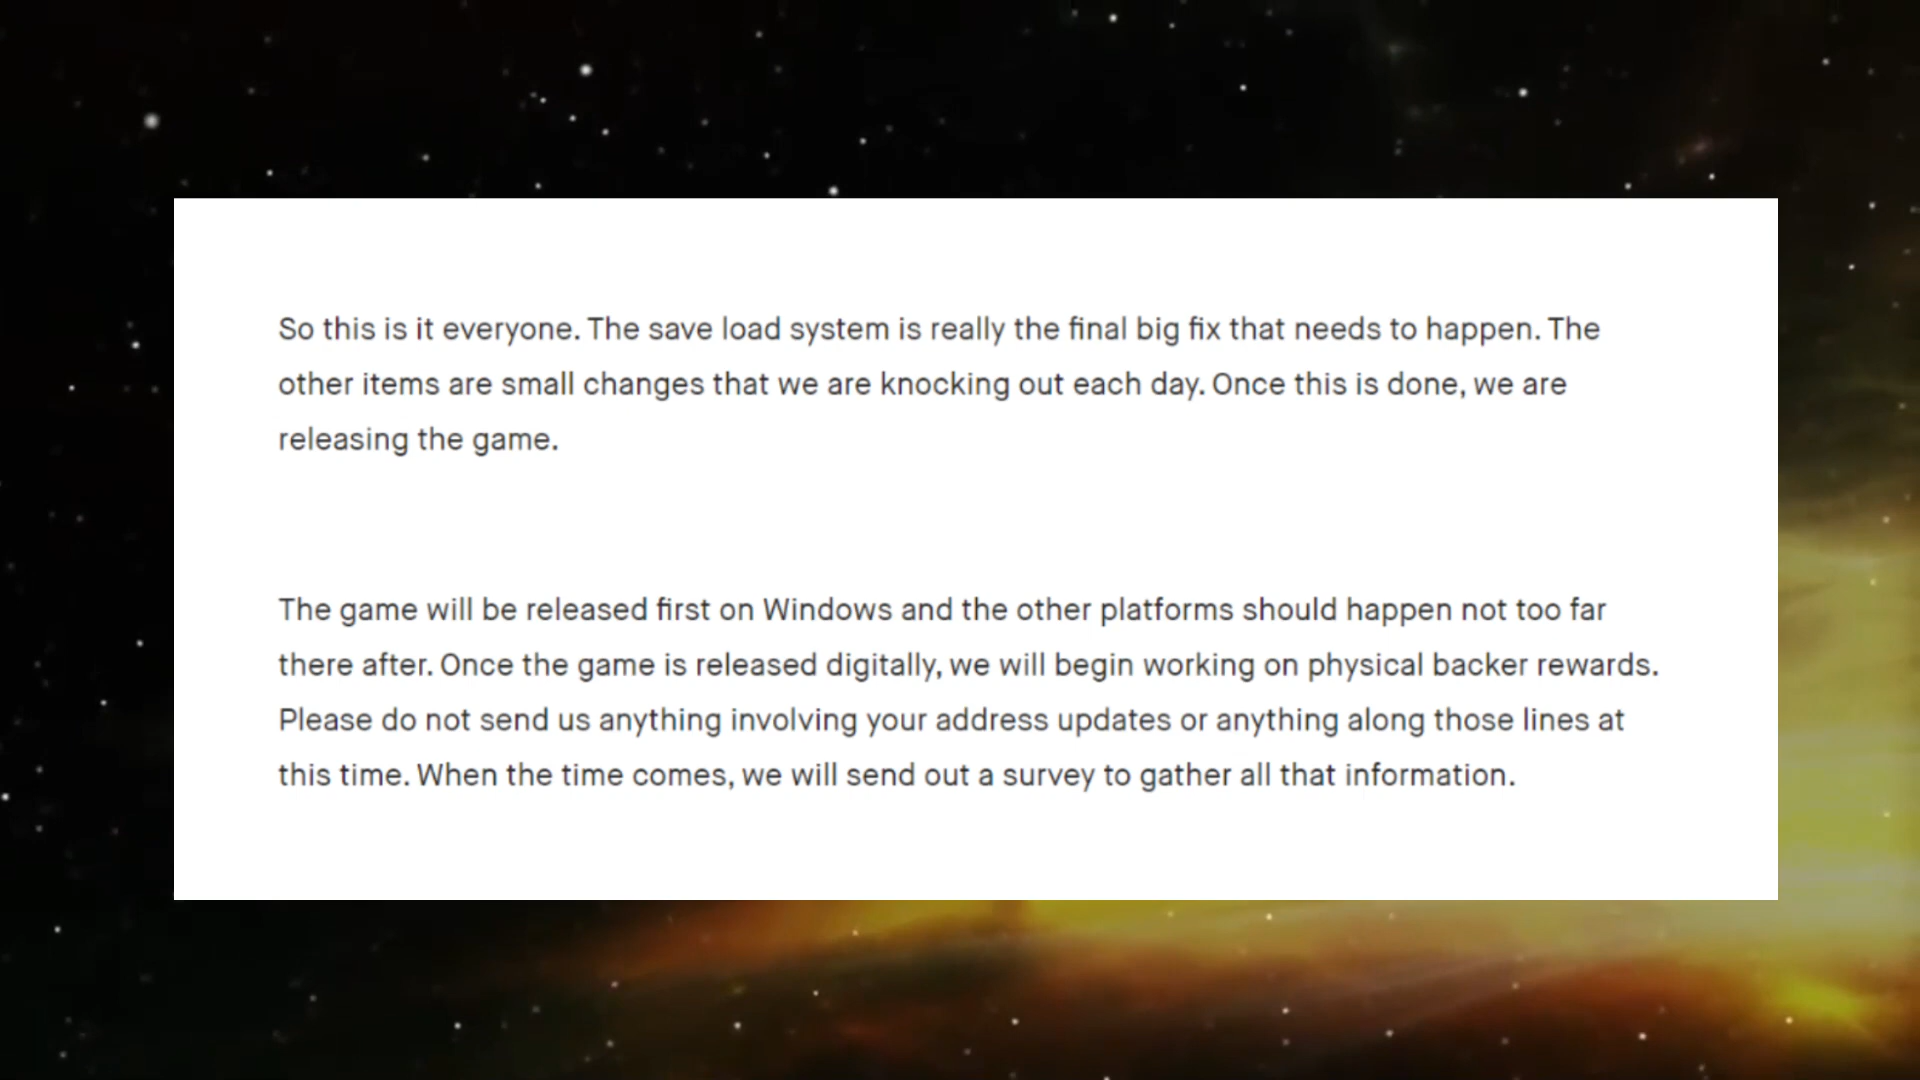 So this is it everyone. The save load system is really the final big fix that needs to happen. The
other items are small changes that we are knocking out each day. Once this is done, we are
releasing the game.
The game will be released first on Windows and the other platforms should happen not too far
there after. Once the game is released digitally, we will begin working on physical backer rewards.
Please do not send us anything involving your address updates or anything along those lines at
this time. When the time comes, we will send out a survey to gather all that information.